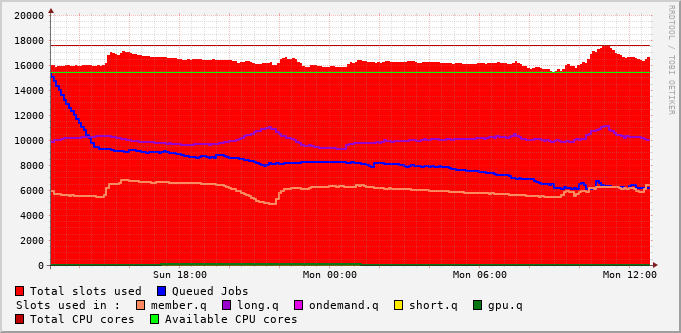 20000
18000
16000
14000
12000
10000
8000
6000
4000
2000
0
Sun 18:00 Mon 00:00 Mon 06:00 Mon 12:00
Total slots used Queued Jobs
Slots used in : member.q long.q ondemand.q short.q gpu.q
Total CPU cores Available CPU cores
RRDTOOL / TOBI OETIKER